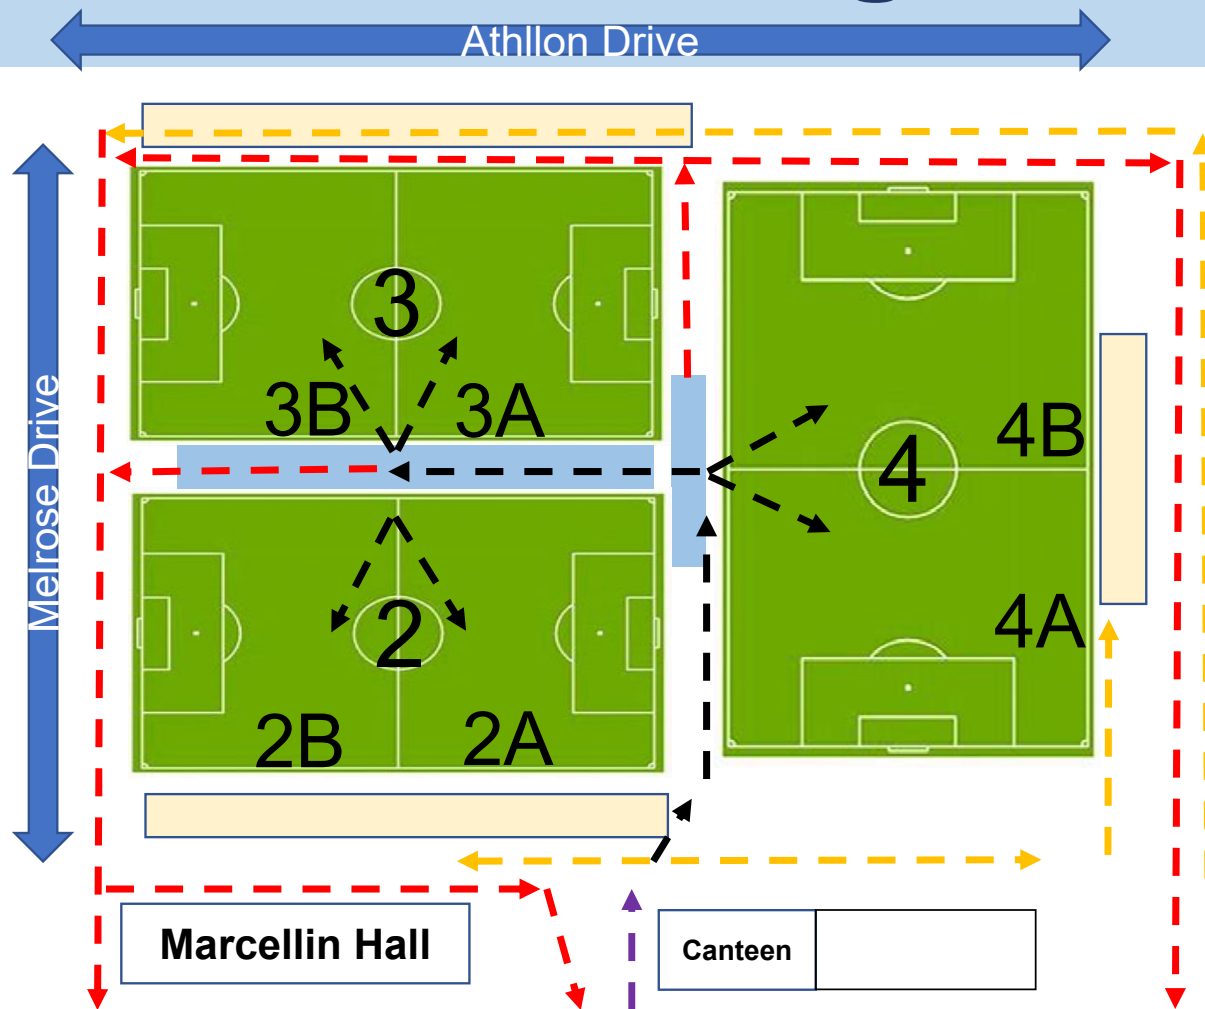 Athllon Drive
Melrose Drive
3
3B
3A
4B
4
4A
2
2B
2A
Marcellin Hall
Canteen